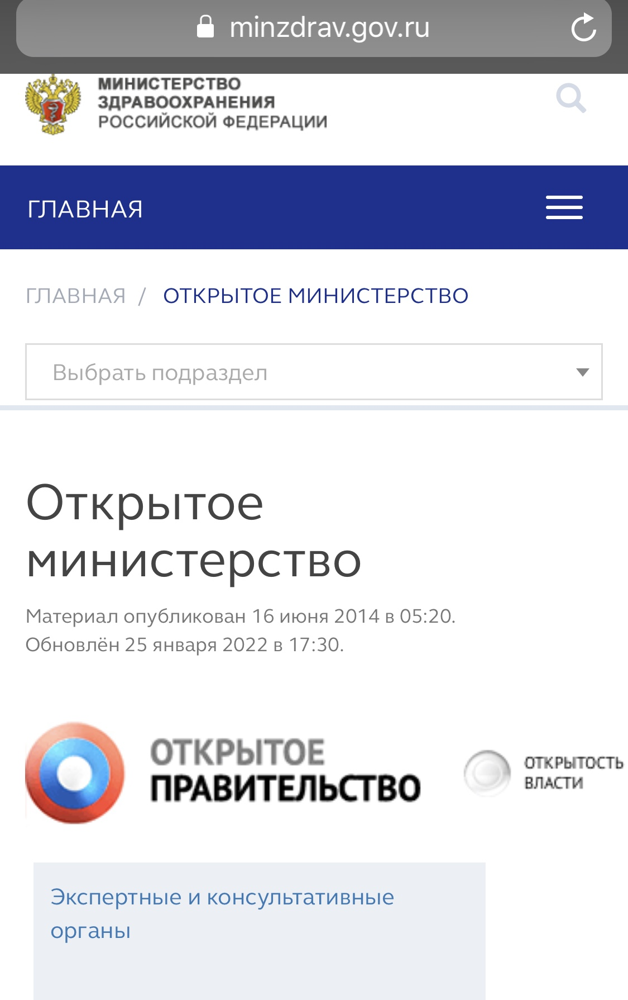 minzdrav.gov.ru
МИНИСТЕРСТВО
ЗДРАВООХРАНЕНИЯ
РОССИЙСКОЙ ФЕДЕРАЦИИ
ГЛАВНАЯ
ГЛАВНАЯ / ОТКРЫТОЕ МИНИСТЕРСТВО
Выбрать подраздел
Открытое
министерство
Материал опубликован 16 июня 2014 в 05:20.
Обновлён 25 января 2022 в 17:30.
ОТКРЫТОЕ
ПРАВИТЕЛЬСТВО
ОТКРЫТОСТЬ
ВЛАСТИ
Экспертные и консультативные
органы